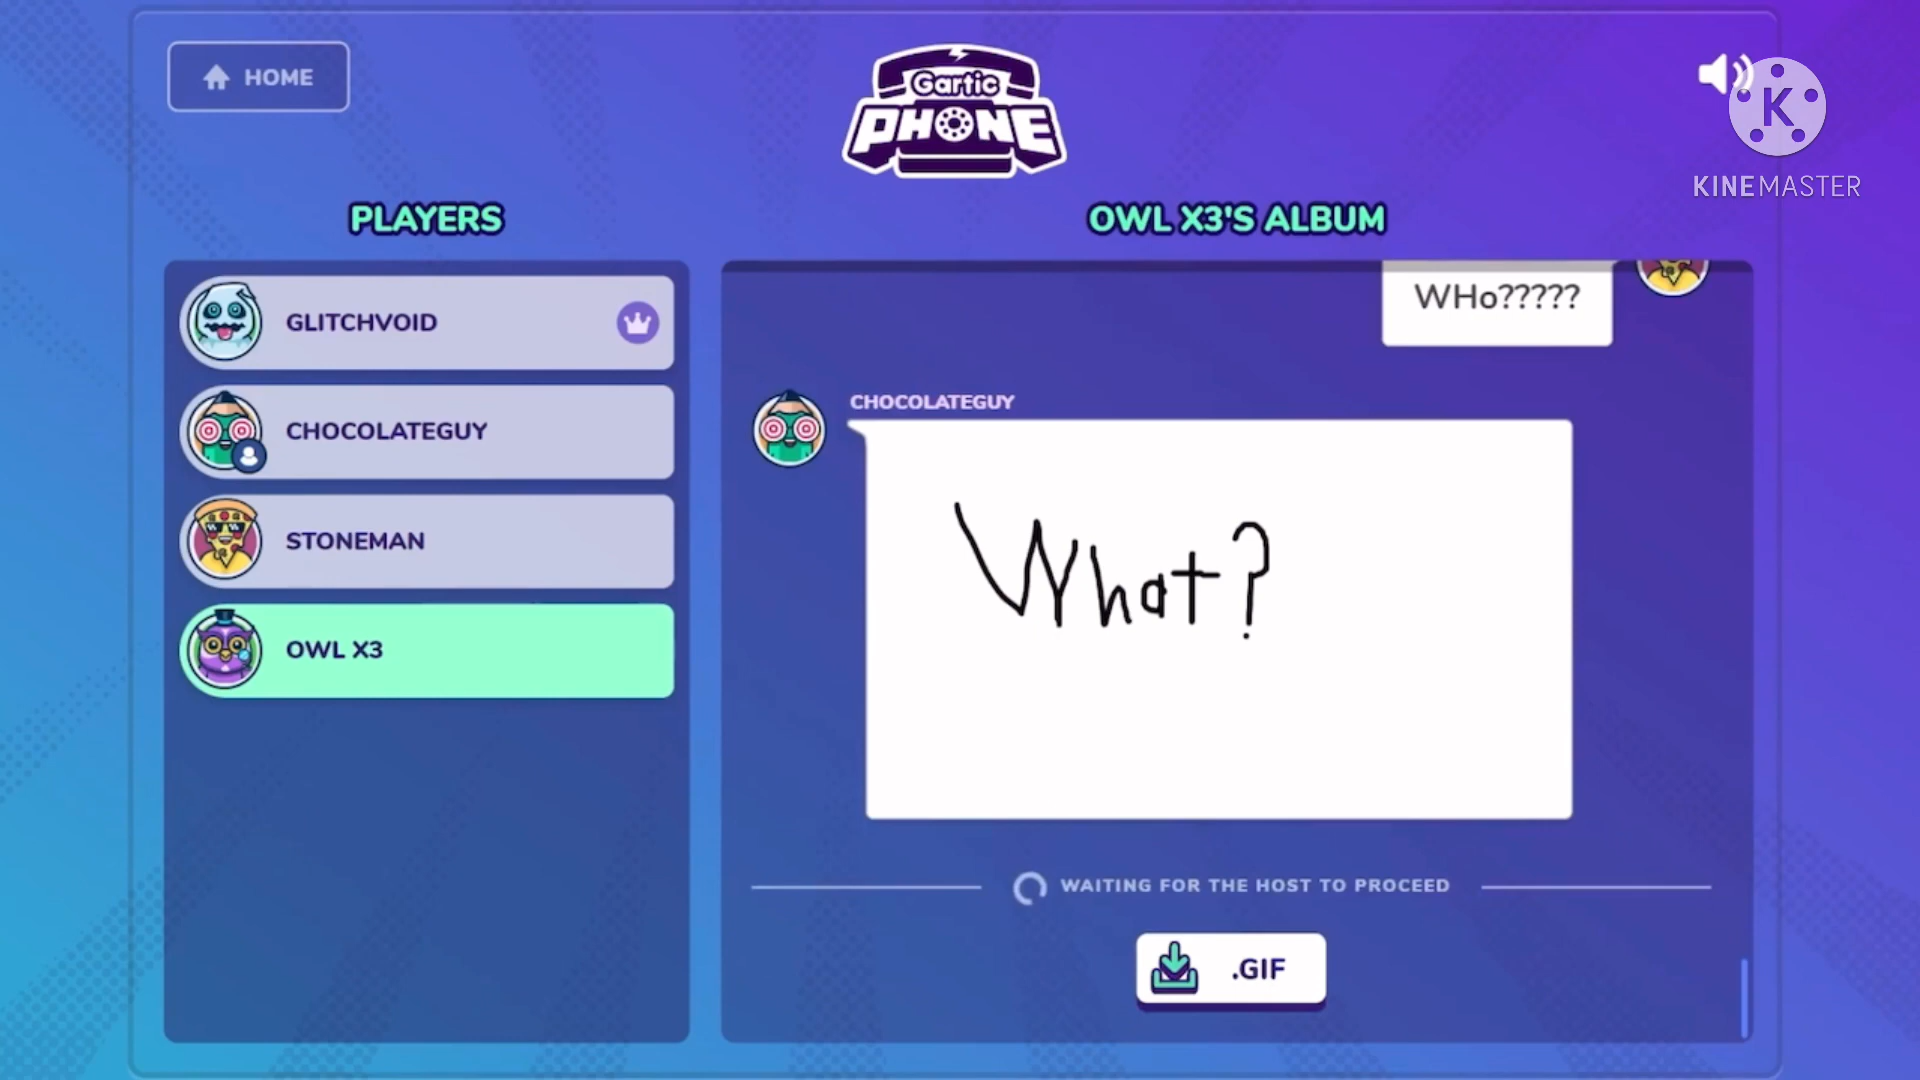 HOME
Gartic
PHONE
K
KINEMASTER
PLAYERS
OWL X3'S ALBUM
GLITCHVOID
CHOCOLATEGUY
STONEMAN
OWL X3
WHo?????
CHOCOLATEGUY
What?
WAITING FOR THE HOST TO PROCEED
.GIF